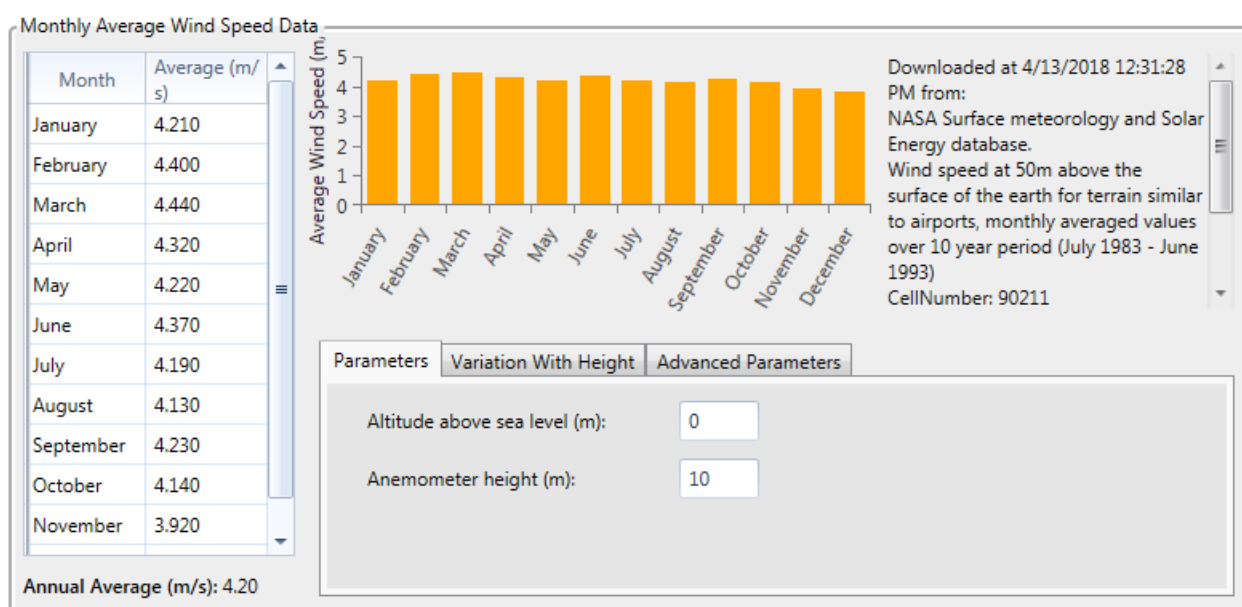 Monthly Average Wind Speed Data
Month Average (m/
s)
January 4.210
February 4.400
March 4.440
April 4.320
May 4.220
June 4.370
July 4.190
August 4.130
September 4.230
October 4.140
November 3.920
Annual Average (m/s): 4.20
Average Wind Speed (m,
5
4
3
2
1
0
January
February
March
April
May
June
July
August
September
October
November
December
Downloaded at 4/13/2018 12:31:28
PM from:
NASA Surface meteorology and Solar
Energy database.
Wind speed at 50m above the
surface of the earth for terrain similar
to airports, monthly averaged values
over 10 year period (July 1983 - June
1993)
CellNumber: 90211
Parameters Variation With Height Advanced Parameters
Altitude above sea level (m): 0
Anemometer height (m): 10